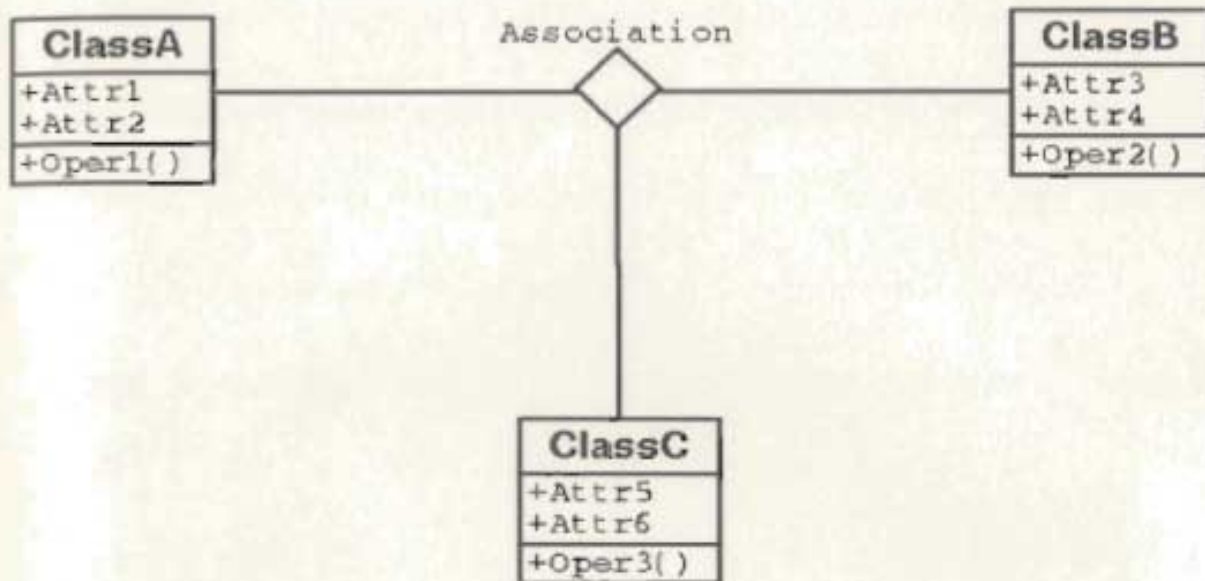 Association
ClassA
+Attr1
+Attr2
+Oper1()
ClassB
+Attr3
+Attr4
+Oper2()
ClassC
+Attr5
+Attr6
+Oper3()